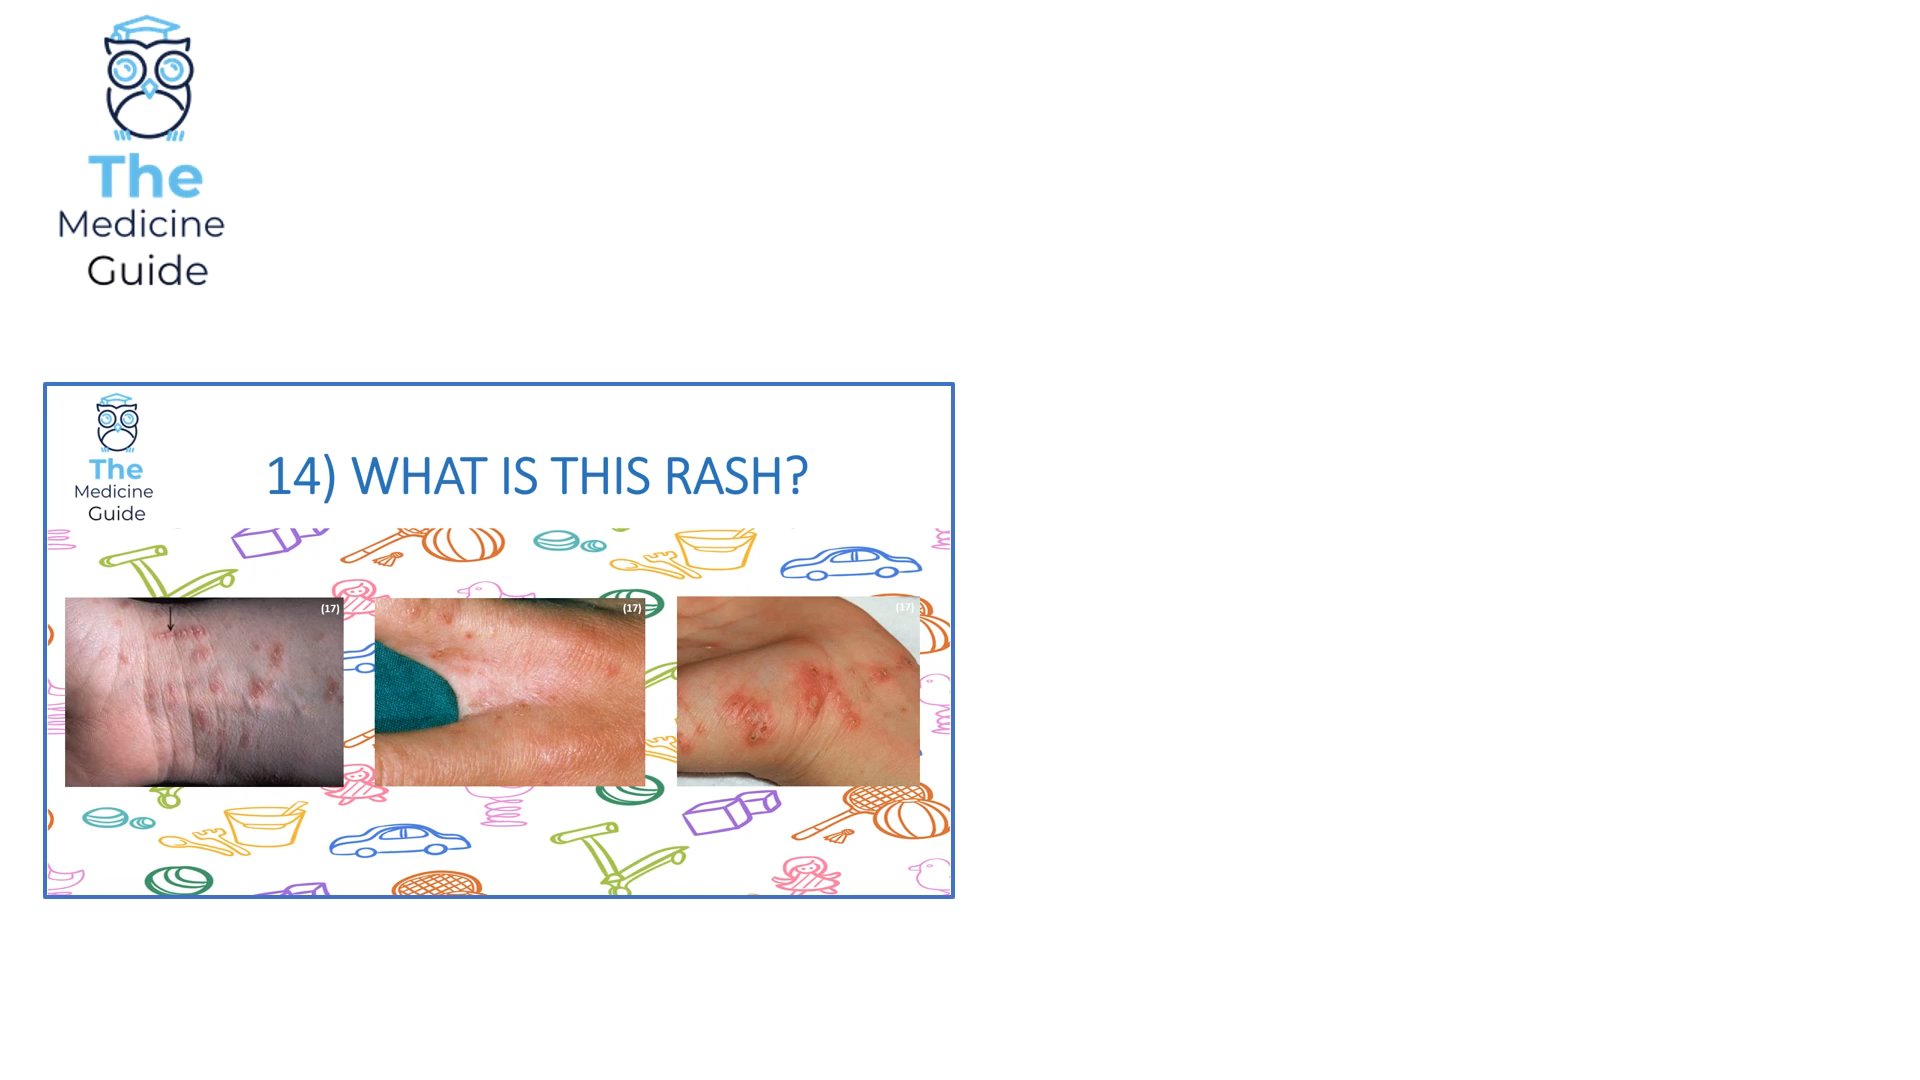 The
Medicine
Guide
The
Medicine
Guide
14) WHAT IS THIS RASH?
(17)
(17)
(17)